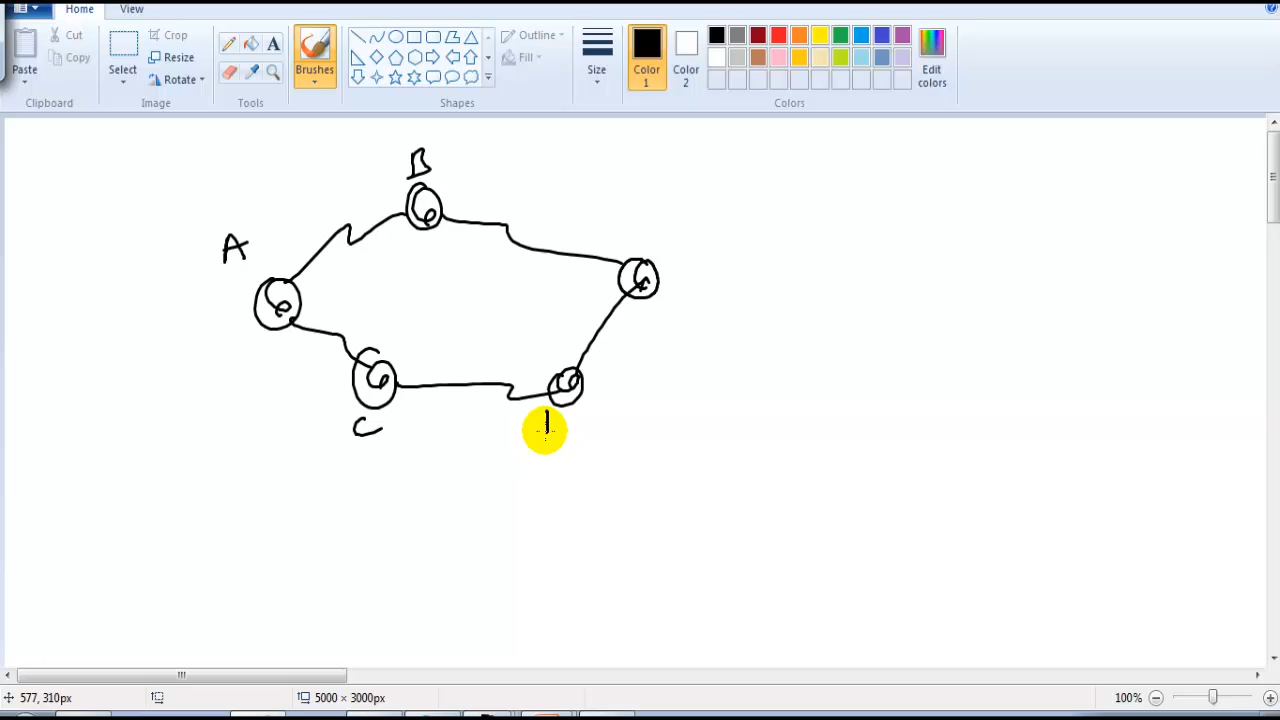 Home View
Cut
Copy
Paste
Clipboard
Select
Crop
Resize
Rotate
Image
A
Tools
Brushes
Outline
Fill
Shapes
Size
Color 1
Color 2
Edit colors
Colors
B
A
C
577, 310px
5000 × 3000px
100%